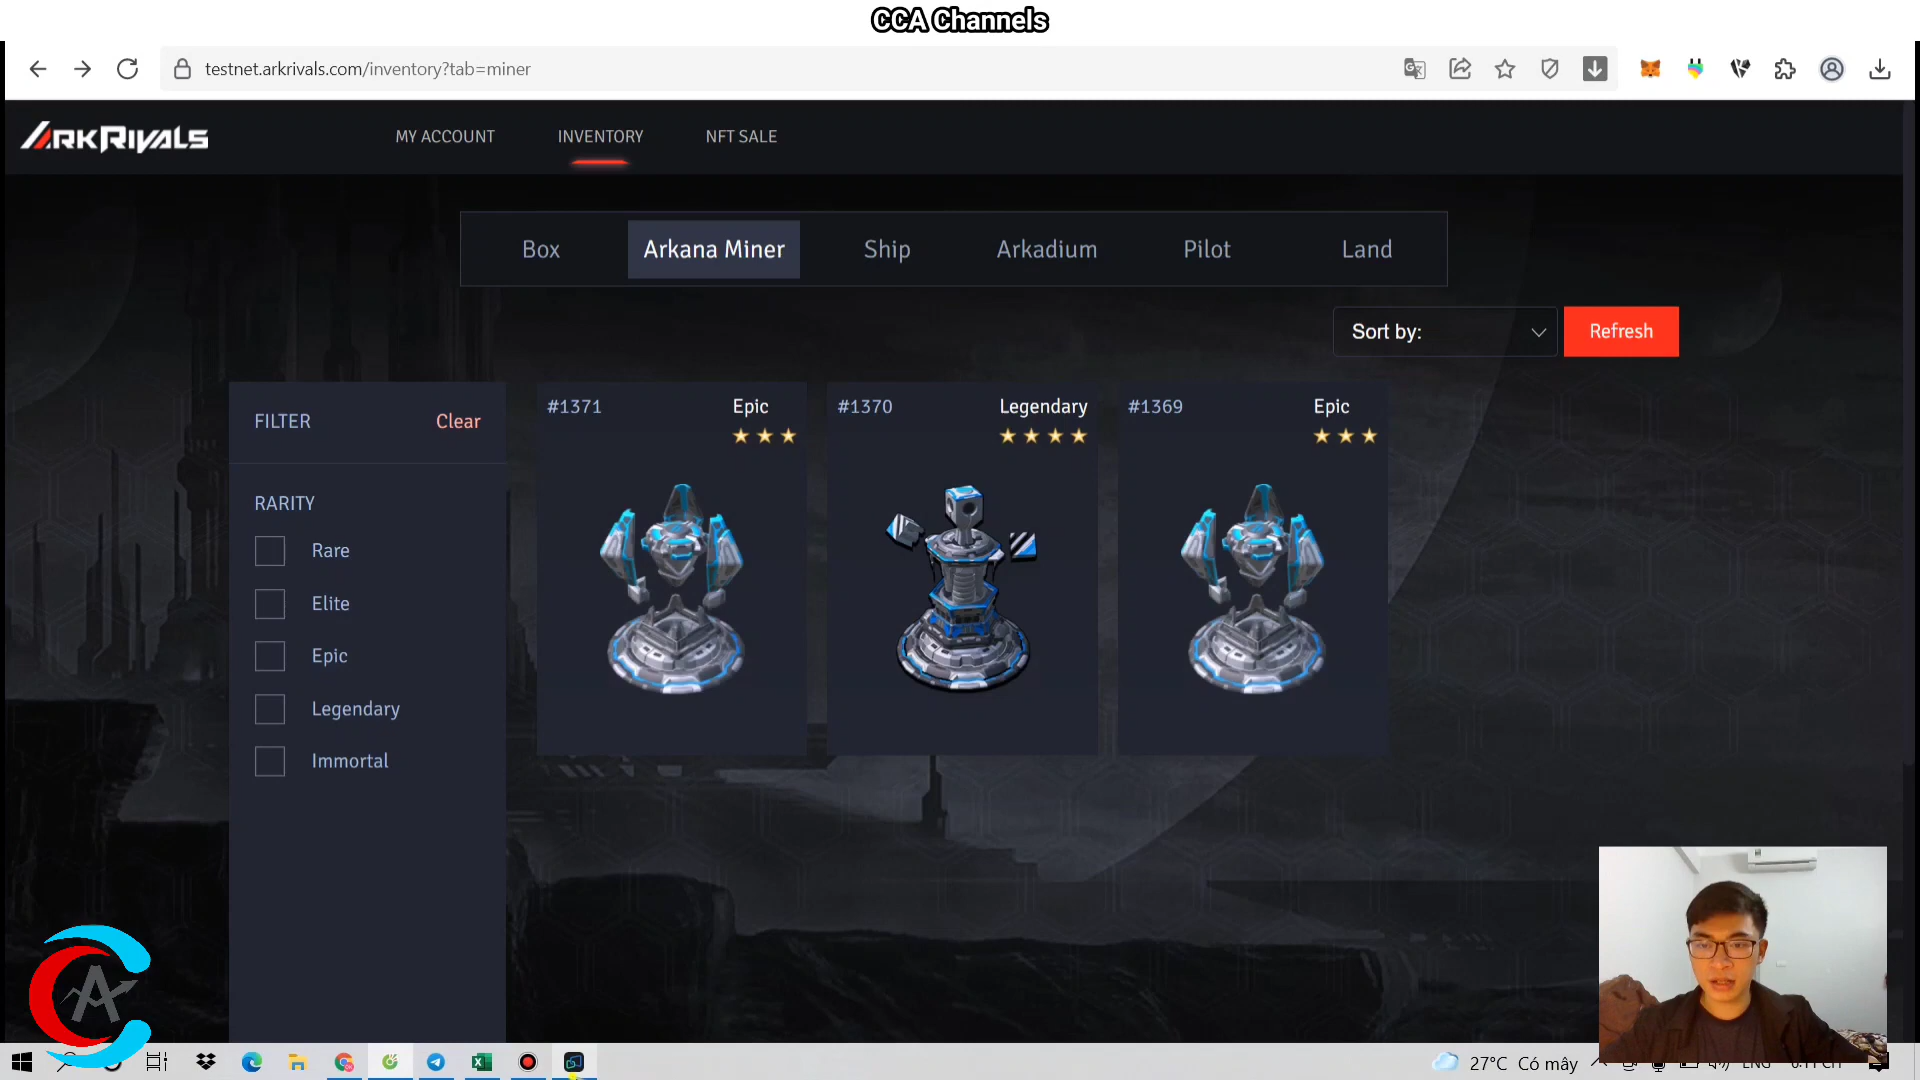 CCA Channels
testnet.arkrivals.com/inventory?tab=miner
ARKRIVALS
MY ACCOUNT
INVENTORY
NFT SALE
Box
Arkana Miner
Ship
Arkadium
Pilot
Land
Sort by:
Refresh
FILTER
Clear
RARITY
Rare
Elite
Epic
Legendary
Immortal
#1371
Epic
#1370
Legendary
#1369
Epic
27°C Có mây
ENG